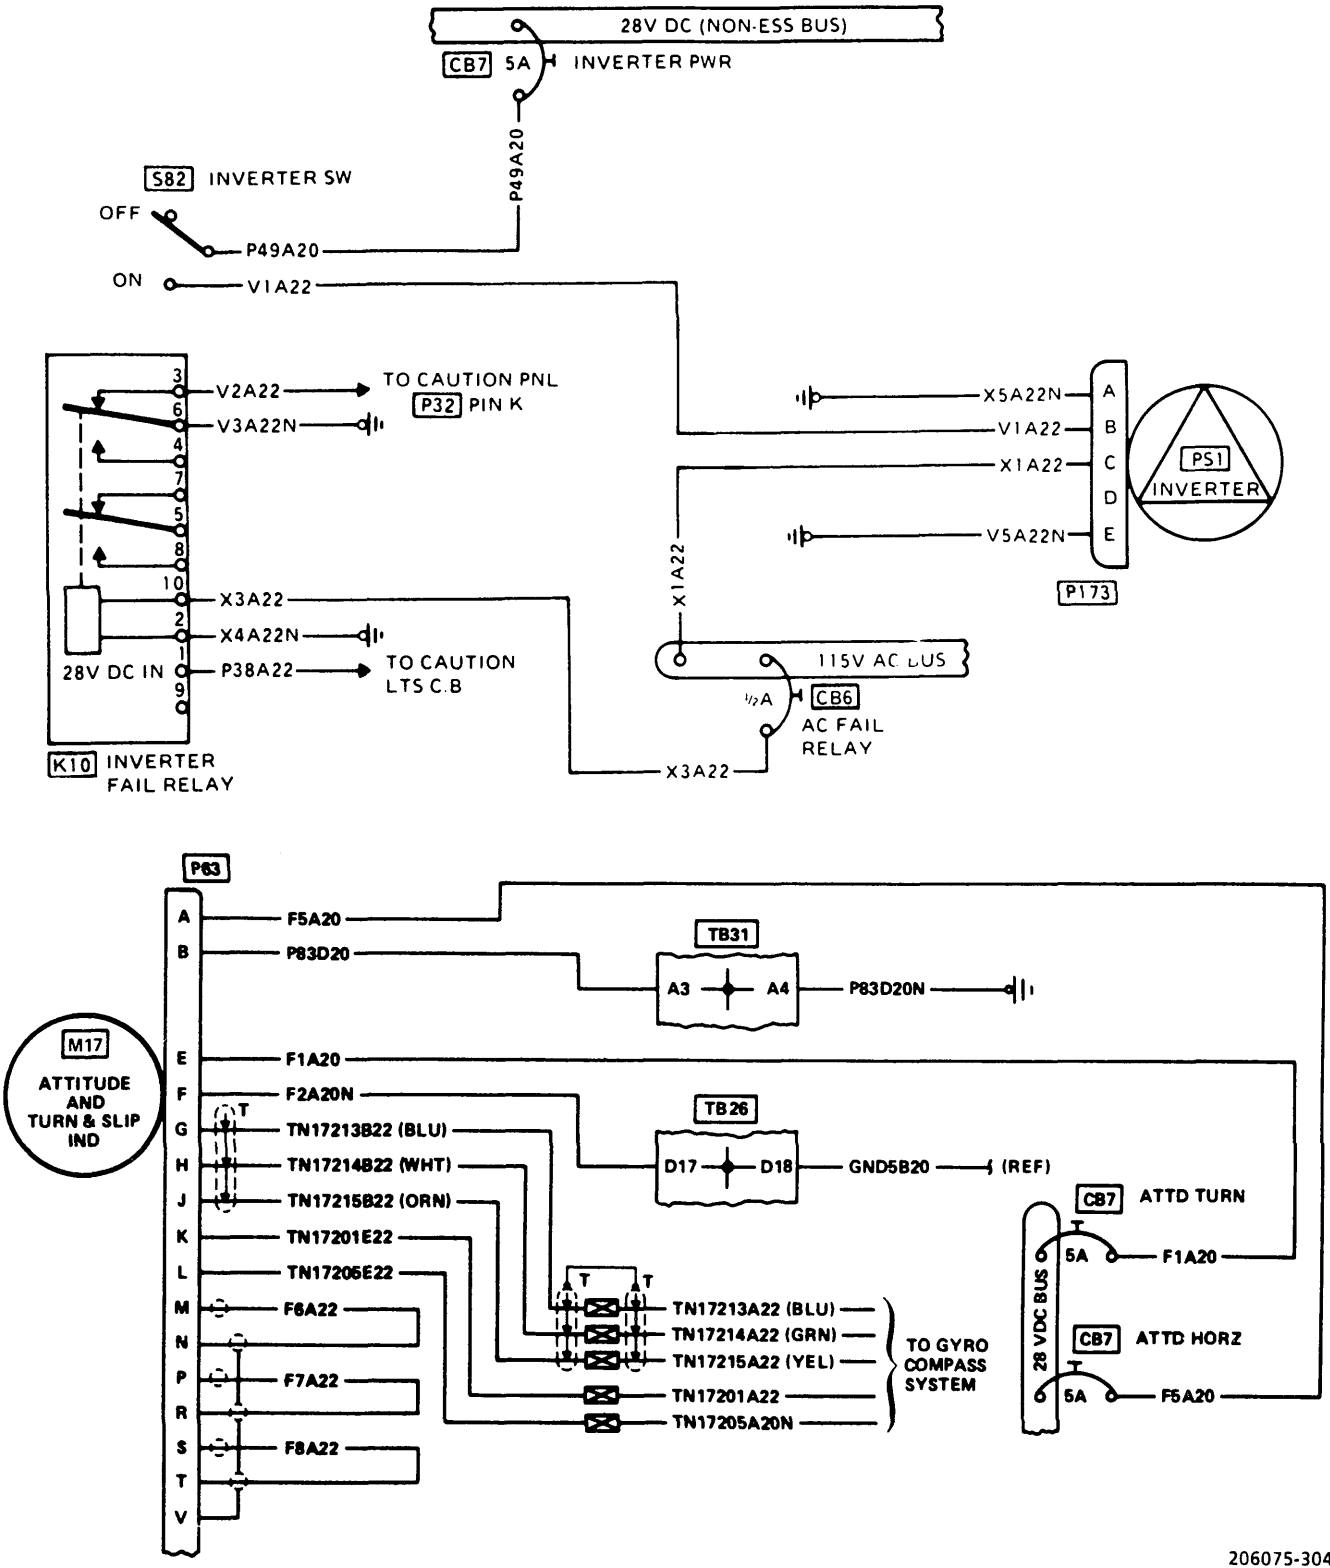 28V DC (NON-ESS BUS)
CB7 5A INVERTER PWR
P49A20
S82 INVERTER SW
OFF
P49A20
ON
V1A22
3
V2A22
TO CAUTION PNL
P32 PIN K
6
V3A22N
4
7
5
8
10
X3A22
2
X4A22N
1
28V DC IN
P38A22
TO CAUTION
LTS C.B
9
K10 INVERTER
FAIL RELAY
X5A22N
A
V1A22
B
X1A22
C
D
V5A22N
E
PS1
INVERTER
P173
X1A22
115V AC BUS
½A
CB6
AC FAIL
RELAY
X3A22
P63
A
F5A20
B
P83D20
TB31
A3
A4
P83D20N
M17
ATTITUDE
AND
TURN & SLIP
IND
E
F1A20
F
F2A20N
T
G
TN17213B22 (BLU)
H
TN17214B22 (WHT)
J
TN17215B22 (ORN)
K
TN17201E22
L
TN17205E22
M
F6A22
N
P
F7A22
R
S
F8A22
T
V
TB26
D17
D18
GND5B20
(REF)
T
T
TN17213A22 (BLU)
TN17214A22 (GRN)
TN17215A22 (YEL)
TN17201A22
TN17205A20N
TO GYRO
COMPASS
SYSTEM
28 VDC BUS
CB7 ATTD TURN
5A
F1A20
CB7 ATTD HORZ
5A
F5A20
206075-304